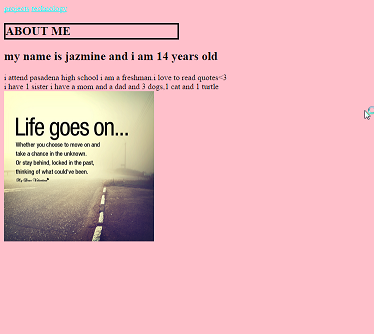 ABOUT ME
my name is jazmine and i am 14 years old
i attend pasadena high school i am a freshman.i love to read quotes<3
i have 1 sister i have a mom and a dad and 3 dogs,1 cat and 1 turtle
Life goes on...
Whether you choose to move on and
take a chance in the unknown.
Or stay behind, locked in the past,
thinking of what could've been.